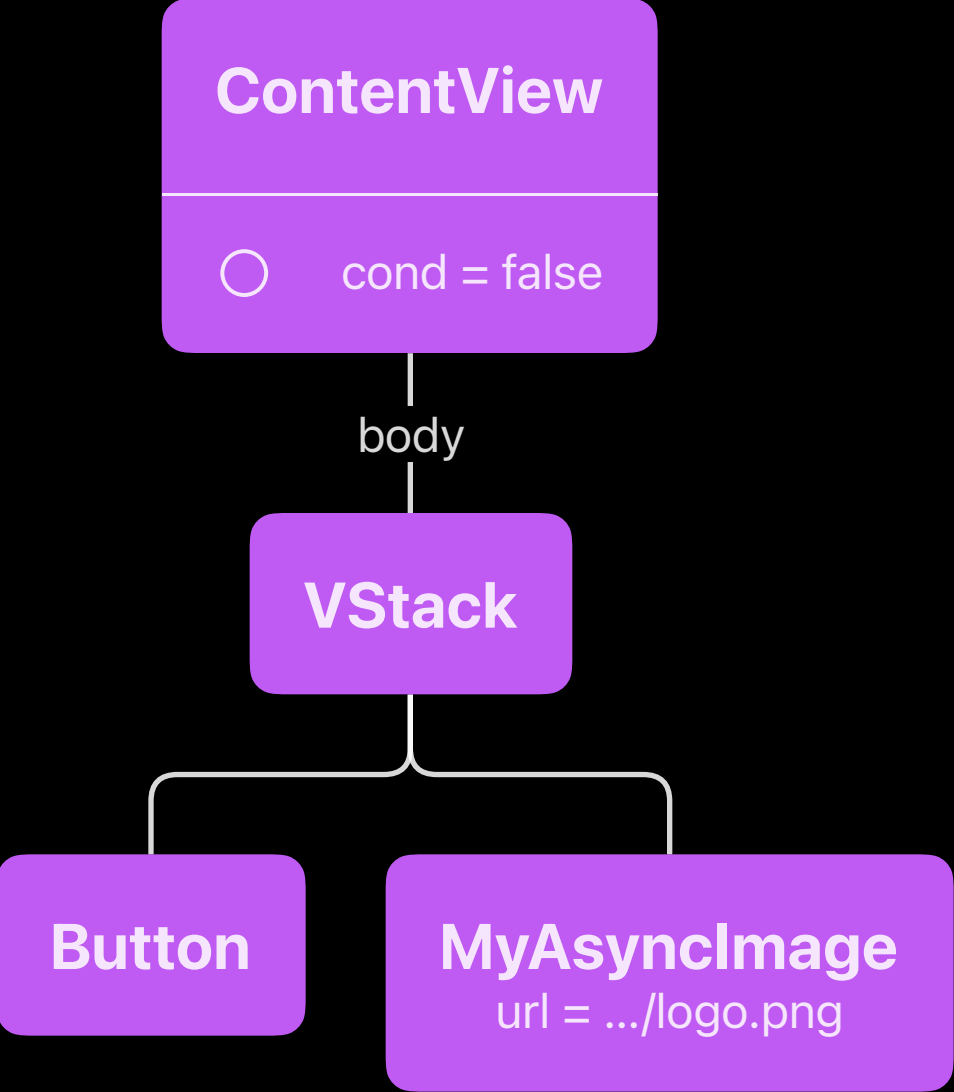 ContentView
cond = false
body
VStack
Button
MyAsyncImage
url = .../logo.png